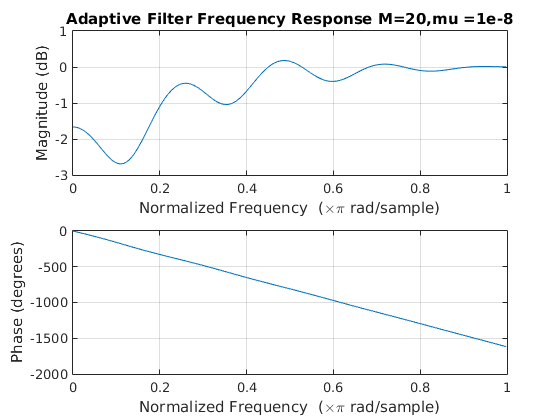 Adaptive Filter Frequency Response M=20,mu =1e-8
1
0
-1
-2
-3
Magnitude (dB)
0 0.2 0.4 0.6 0.8 1
Normalized Frequency (×π rad/sample)
0
-500
-1000
-1500
-2000
Phase (degrees)
0 0.2 0.4 0.6 0.8 1
Normalized Frequency (×π rad/sample)